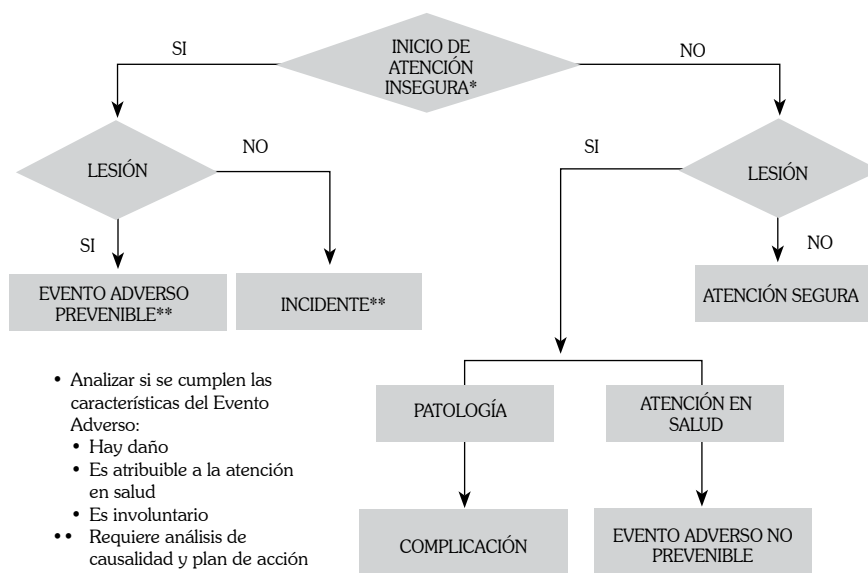 INICIO DE
ATENCIÓN
INSEGURA*
SI
NO
LESIÓN
NO
SI
LESIÓN
SI
NO
EVENTO ADVERSO
PREVENIBLE**
INCIDENTE**
ATENCIÓN SEGURA
• Analizar si se cumplen las
características del Evento
Adverso:
• Hay daño
• Es atribuible a la atención
en salud
• Es involuntario
•• Requiere análisis de
causalidad y plan de acción
PATOLOGÍA
ATENCIÓN EN
SALUD
COMPLICACIÓN
EVENTO ADVERSO NO
PREVENIBLE